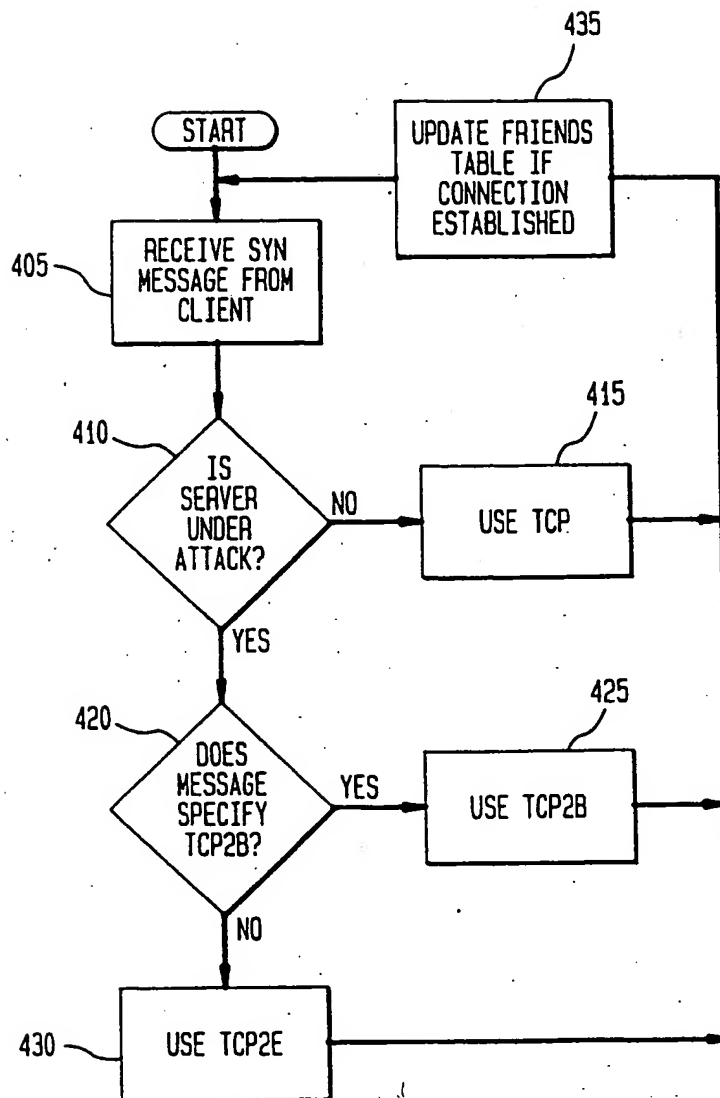 435
START
UPDATE FRIENDS
TABLE IF
CONNECTION
ESTABLISHED
405
RECEIVE SYN
MESSAGE FROM
CLIENT
410
IS
SERVER
UNDER
ATTACK?
NO
415
USE TCP
YES
420
DOES
MESSAGE
SPECIFY
TCP2B?
YES
425
USE TCP2B
NO
430
USE TCP2E